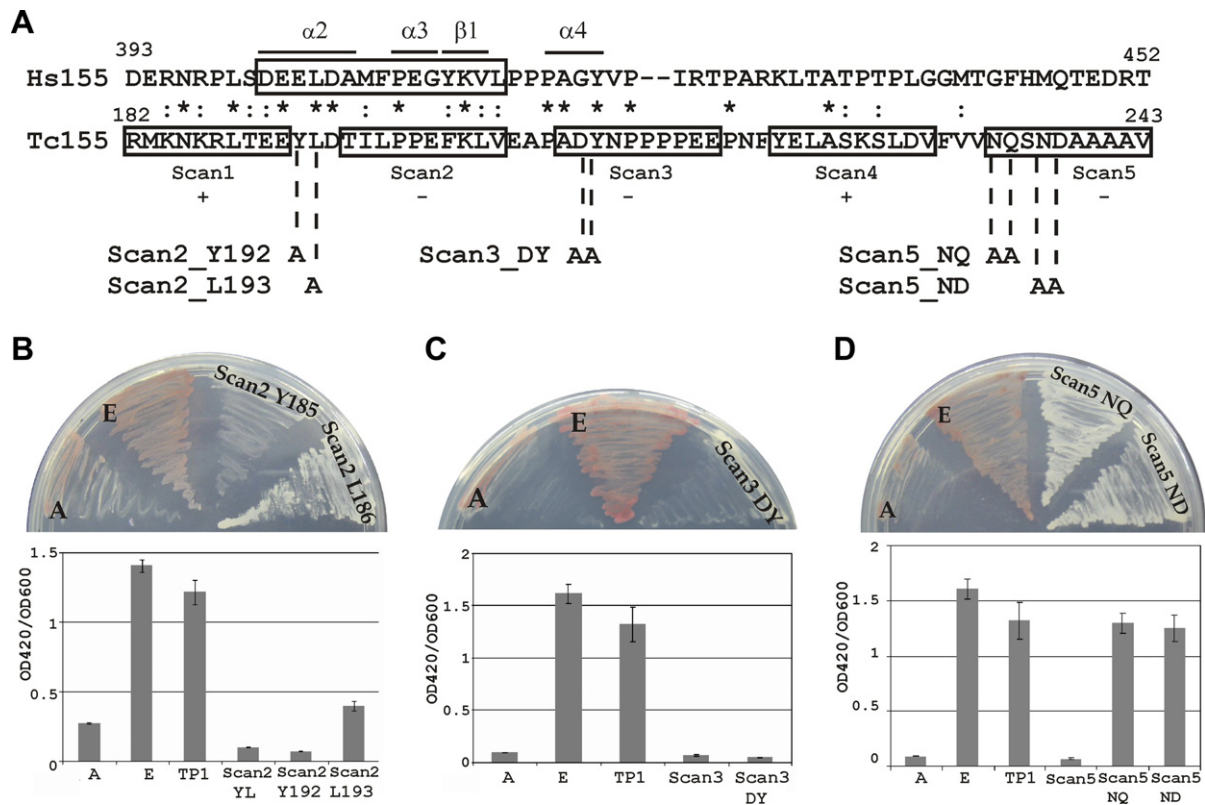 A
α2 α3 β1 α4
393 452
Hs155 DERNRPLSDEELDAMFPEGYKVLPPPAGYVP--IRTPARKLTATPTPLGGMTGFHMQTEDRT
:*: *:* ** : *: *: ** * * * *: : :
182 243
Tc155 RMKNKRLTEEYLDTILPPEFKLVEAPADYNPPPPEEPNFYELASKSLDVFVVNQSNDAAAAV
Scan1 Scan2 Scan3 Scan4 Scan5
+ - - + -
Scan2_Y192 A Scan3_DY AA Scan5_NQ AA
Scan2_L193 A Scan5_ND AA
B
A E Scan2 Y185 Scan2 L186
OD420/OD600
1.5
1
0.5
0
A E TP1 Scan2 YL Scan2 Y192 Scan2 L193
C
A E Scan3 DY
OD420/OD600
2
1.5
1
0.5
0
A E TP1 Scan3 Scan3 DY
D
A E Scan5 NQ Scan5 ND
OD420/OD600
2
1.5
1
0.5
0
A E TP1 Scan5 Scan5 NQ Scan5 ND